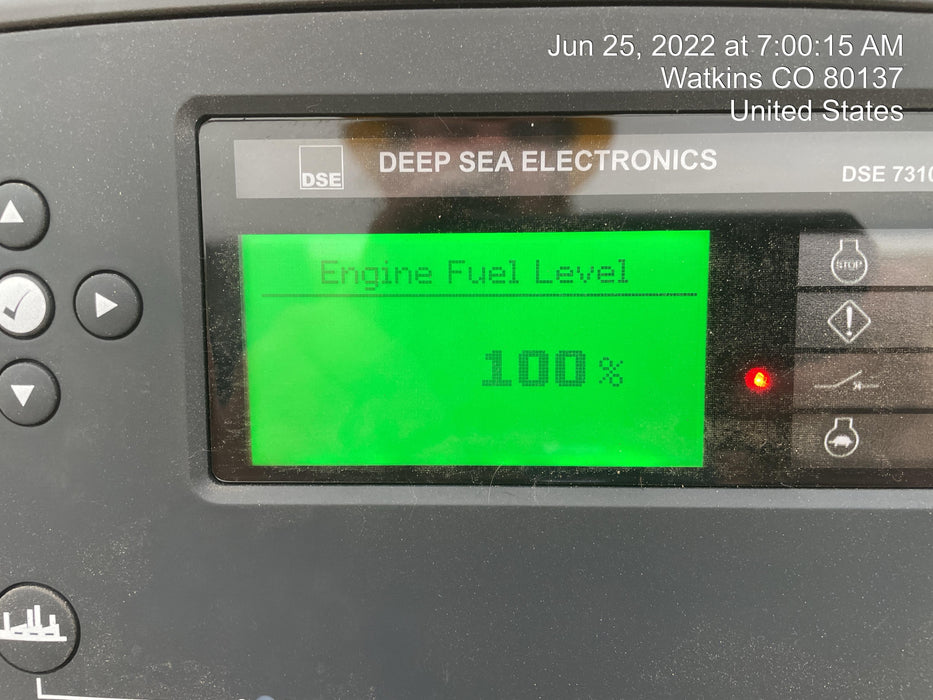 Jun 25, 2022 at 7:00:15 AM
Watkins CO 80137
United States
DSE
DEEP SEA ELECTRONICS
DSE 7310
Engine Fuel Level
100%
STOP